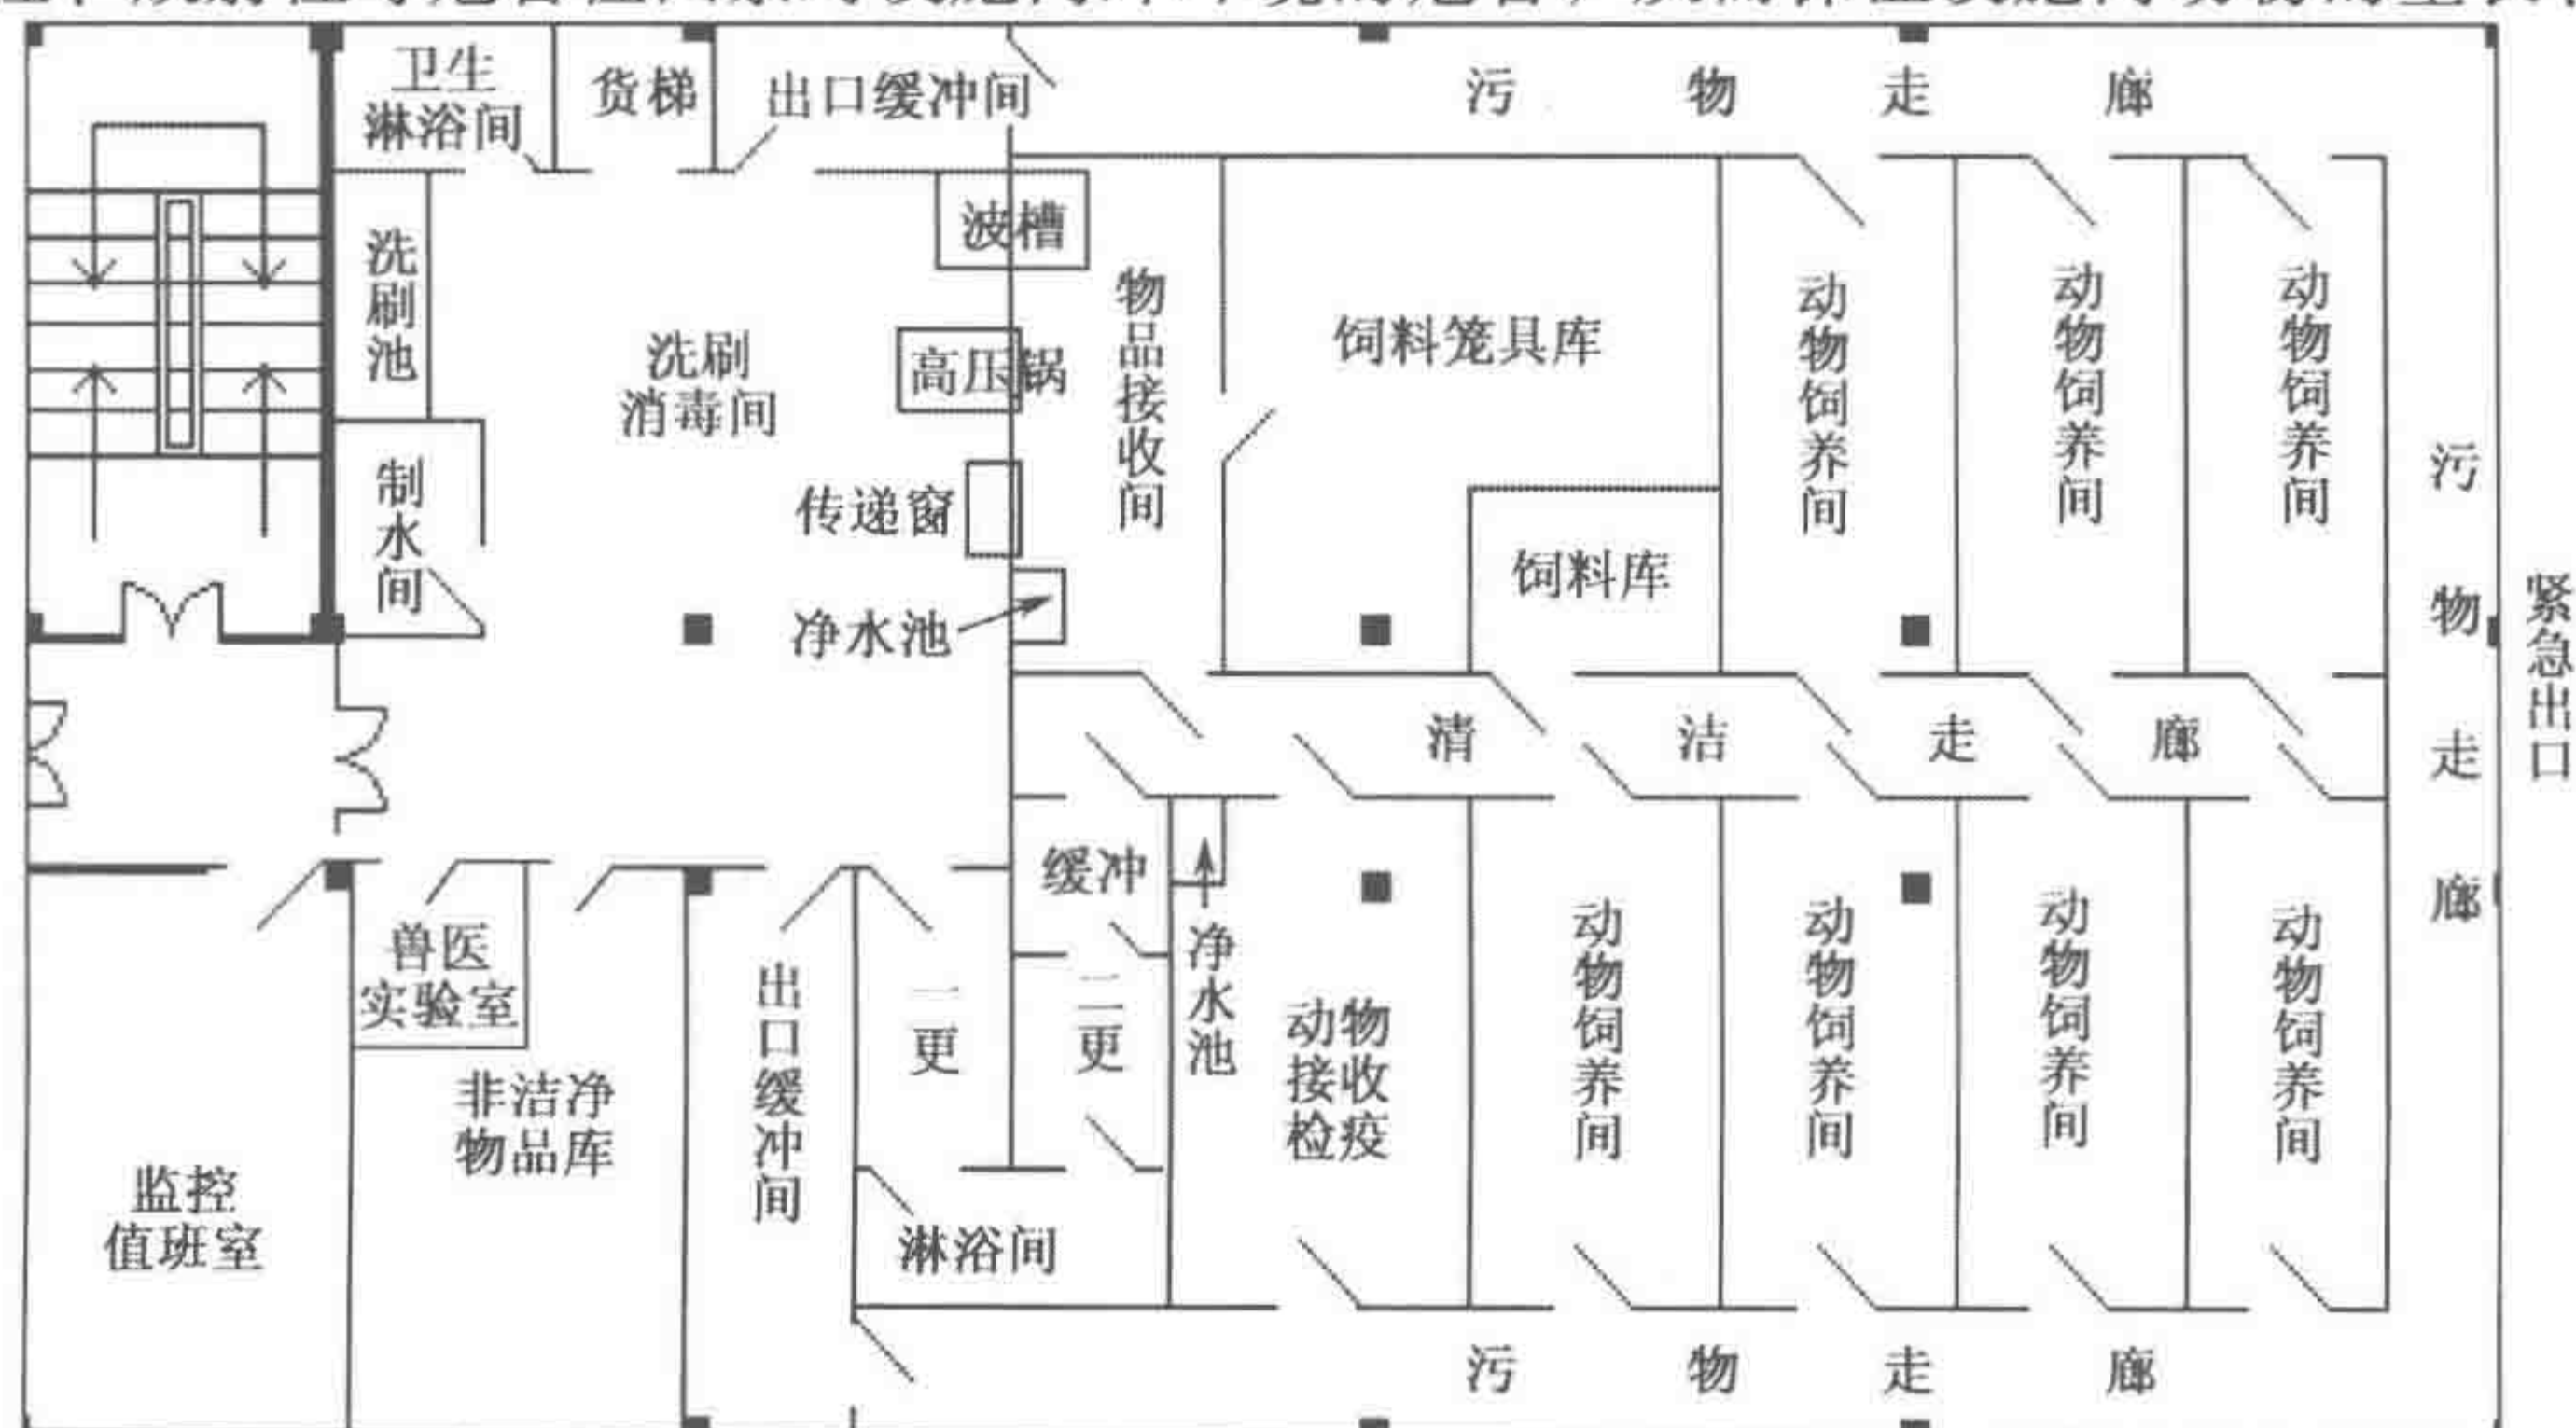 卫生
淋浴间
货梯
出口缓冲间
污物走廊
洗刷池
洗刷
消毒间
波槽
高压锅
传递窗
净水池
制水间
物品接收间
饲料笼具库
饲料库
动物饲养间
动物饲养间
动物饲养间
污物走廊
紧急出口
清洁走廊
缓冲
净水池
兽医
实验室
非洁净
物品库
监控
值班室
出口缓冲间
一更
二更
淋浴间
动物
接收
检疫
动物饲养间
动物饲养间
动物饲养间
动物饲养间
污物走廊